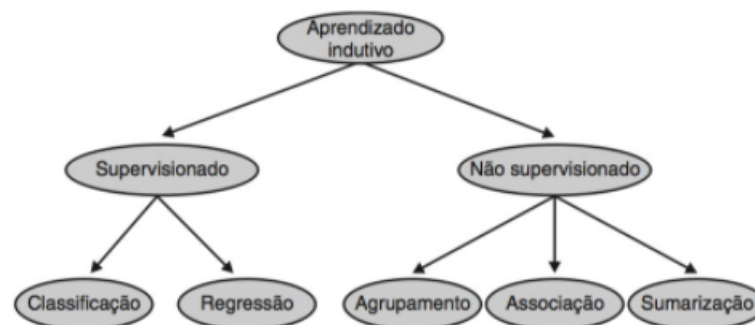 Aprendizado
indutivo
Supervisionado
Não supervisionado
Classificação
Regressão
Agrupamento
Associação
Sumarização